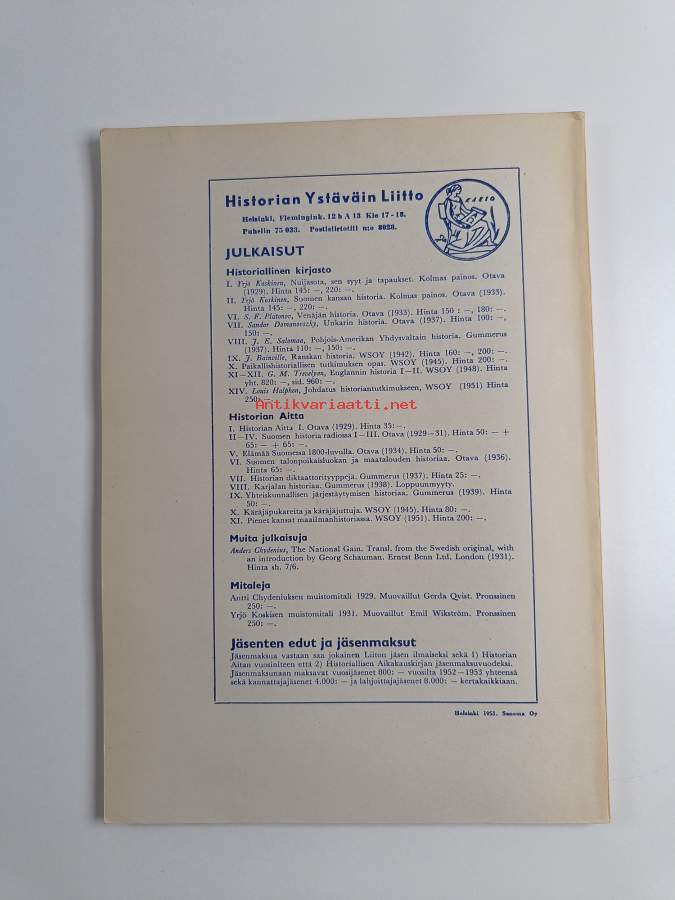 Historian Ystäväin Liitto
Helsinki, Flemingink. 12 b A 13 Klo 17-18.
Puhelin 75 033. Postisiirtotili n:o 8028.
KLEIO
JULKAISUT
Historiallinen kirjasto
I. Yrjö Koskinen, Nuijasota, sen syyt ja tapaukset. Kolmas painos. Otava
(1929). Hinta 145: —, 220: —.
II. Yrjö Koskinen, Suomen kansan historia. Kolmas painos. Otava (1933).
Hinta 145: —, 220: —.
VI. S. F. Platonov, Venäjän historia. Otava (1933). Hinta 150 : —, 180: —.
VII. Sandor Domanovszky, Unkarin historia. Otava (1937). Hinta 100: —,
150: —.
VIII. J. E. Salomaa, Pohjois-Amerikan Yhdysvaltain historia. Gummerus
(1937). Hinta 110: —, 150: —.
IX. J. Bainville, Ranskan historia. WSOY (1942). Hinta 160: —, 200: —.
X. Paikallishistoriallisen tutkimuksen opas. WSOY (1945). Hinta 200: —.
XI—XII. G. M. Trevelyan, Englannin historia I—II. WSOY (1948). Hinta
yht. 820: —, sid. 960: —.
XIV. Louis Halphen, Johdatus historiantutkimukseen, WSOY (1951) Hinta
250: —
Antikvariaatti.net
Historian Aitta
I. Historian Aitta I. Otava (1929). Hinta 35: —.
II—IV. Suomen historia radiossa I—III. Otava (1929—31). Hinta 50: — +
65: — + 65: —.
V. Elämää Suomessa 1800-luvulla. Otava (1934). Hinta 50: —.
VI. Suomen talonpoikaisluokan ja maatalouden historiaa. Otava (1936).
Hinta 65: —.
VII. Historian diktaattorityyppejä. Gummerus (1937). Hinta 25: —.
VIII. Karjalan historiaa. Gummerus (1938). Loppuunmyyty.
IX. Yhteiskunnallisen järjestäytymisen historiaa. Gummerus (1939). Hinta
50: —.
X. Käräjäpukareita ja käräjäjuttuja. WSOY (1945). Hinta 80: —.
XI. Pienet kansat maailmanhistoriassa. WSOY (1951). Hinta 200: —.
Muita julkaisuja
Anders Chydenius, The National Gain. Transl. from the Swedish original, with
an introduction by Georg Schauman. Ernest Benn Ltd. London (1931).
Hinta sh. 7/6.
Mitaleja
Antti Chydeniuksen muistomitali 1929. Muovaillut Gerda Qvist. Pronssinen
250: —.
Yrjö Koskisen muistomitali 1931. Muovaillut Emil Wikström. Pronssinen
250: —.
Jäsenten edut ja jäsenmaksut
Jäsenmaksua vastaan saa jokainen Liiton jäsen ilmaiseksi sekä 1) Historian
Aitan vuosiniteen että 2) Historiallisen Aikakauskirjan jäsenmaksuvuodeksi.
Jäsenmaksunaan maksavat vuosijäsenet 800: — vuosilta 1952—1953 yhteensä
sekä kannattajajäsenet 4.000: — ja lahjoittajajäsenet 8.000: — kertakaikkiaan.
Helsinki 1953. Sanoma Oy